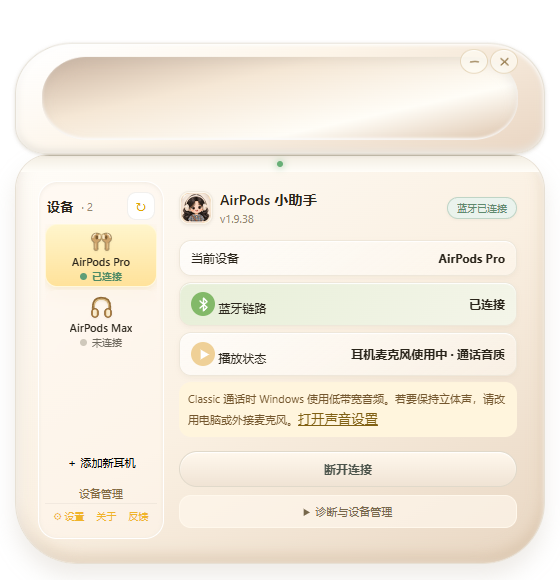 设备 · 2
AirPods Pro
已连接
AirPods Max
未连接
+ 添加新耳机
设备管理
设置 关于 反馈
AirPods 小助手
v1.9.38
蓝牙已连接
当前设备 AirPods Pro
蓝牙链路 已连接
播放状态 耳机麦克风使用中 · 通话音质
Classic 通话时 Windows 使用低带宽音频。若要保持立体声，请改
用电脑或外接麦克风。打开声音设置
断开连接
▶ 诊断与设备管理